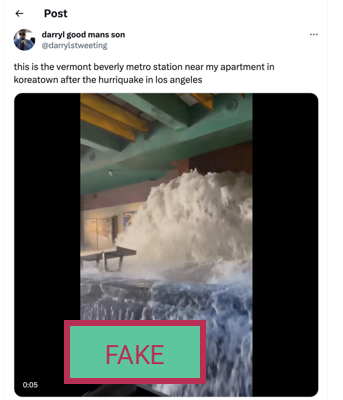 Post
darryl good mans son
@darrylstweeting
this is the vermont beverly metro station near my apartment in
koreatown after the hurriquake in los angeles
FAKE
0:05